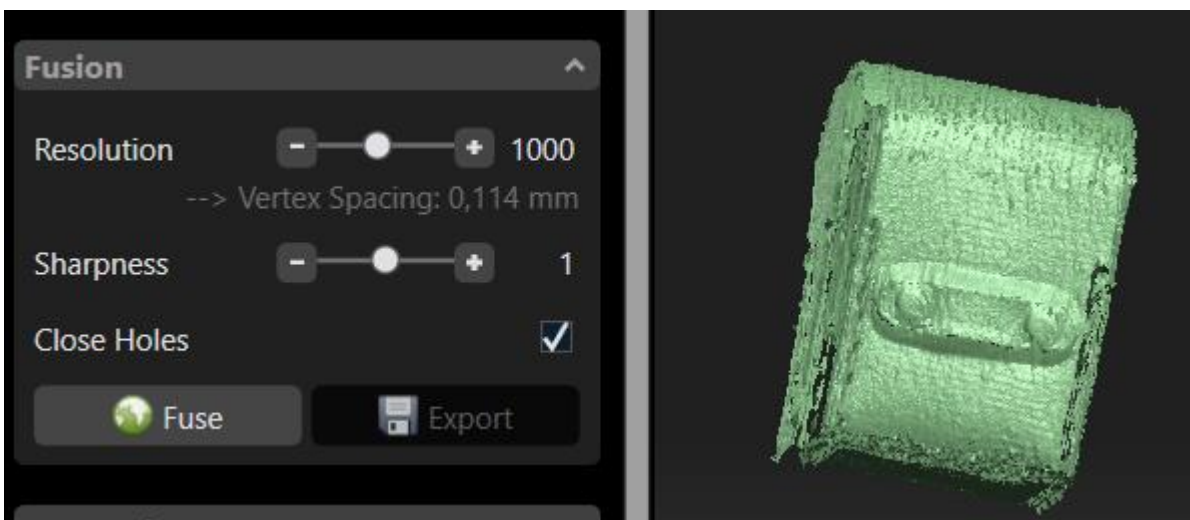 Fusion
Resolution - + 1000
--> Vertex Spacing: 0,114 mm
Sharpness - + 1
Close Holes
Fuse Export